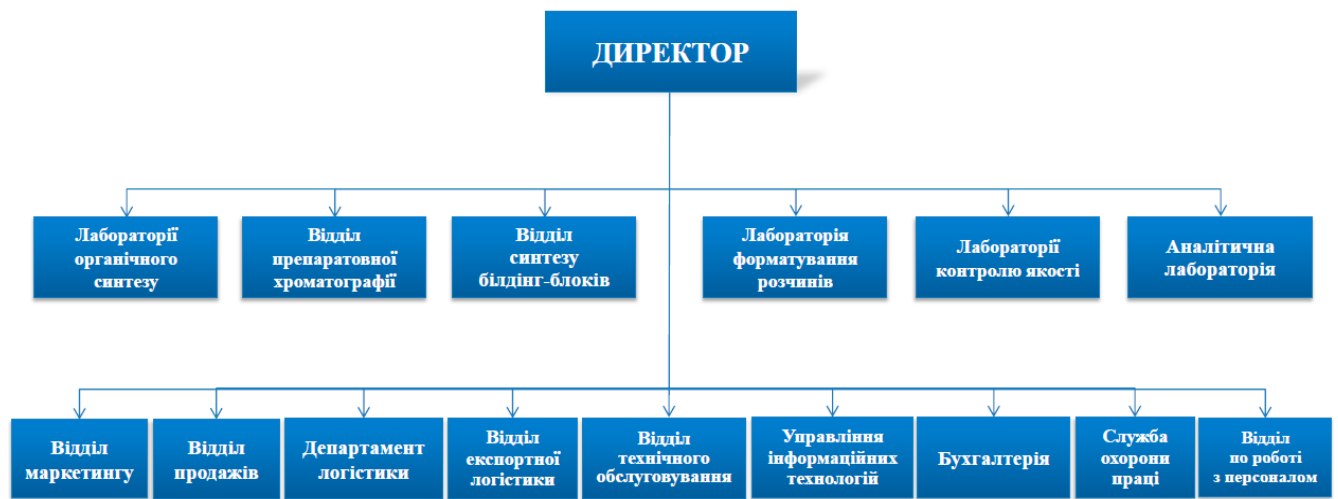 ДИРЕКТОР
Лабораторії
органічного
синтезу
Відділ
препаратовної
хроматографії
Відділ
синтезу
білдінг-блоків
Лабораторія
форматування
розчинів
Лабораторії
контролю якості
Аналітична
лабораторія
Відділ
маркетингу
Відділ
продажів
Департамент
логістики
Відділ
експортної
логістики
Відділ
технічного
обслуговування
Управління
інформаційних
технологій
Бухгалтерія
Служба
охорони
праці
Відділ
по роботі
з персоналом